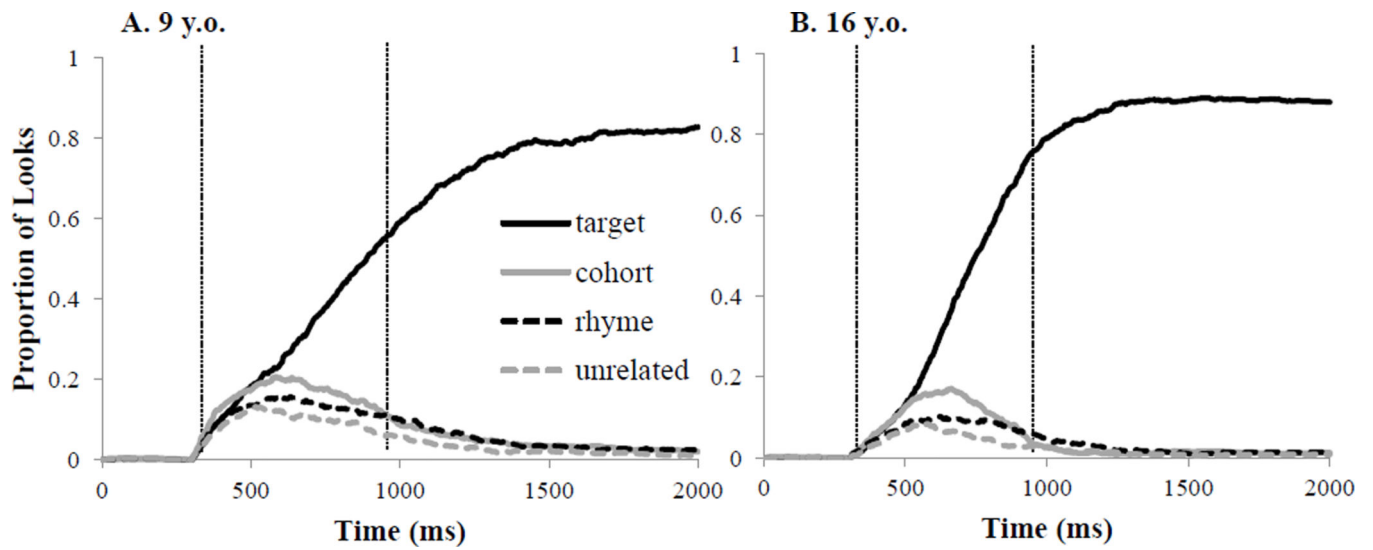 A. 9 y.o.
B. 16 y.o.
Proportion of Looks
1
0.8
0.6
0.4
0.2
0
0
500
1000
1500
2000
Time (ms)
target
cohort
rhyme
unrelated
1
0.8
0.6
0.4
0.2
0
0
500
1000
1500
2000
Time (ms)